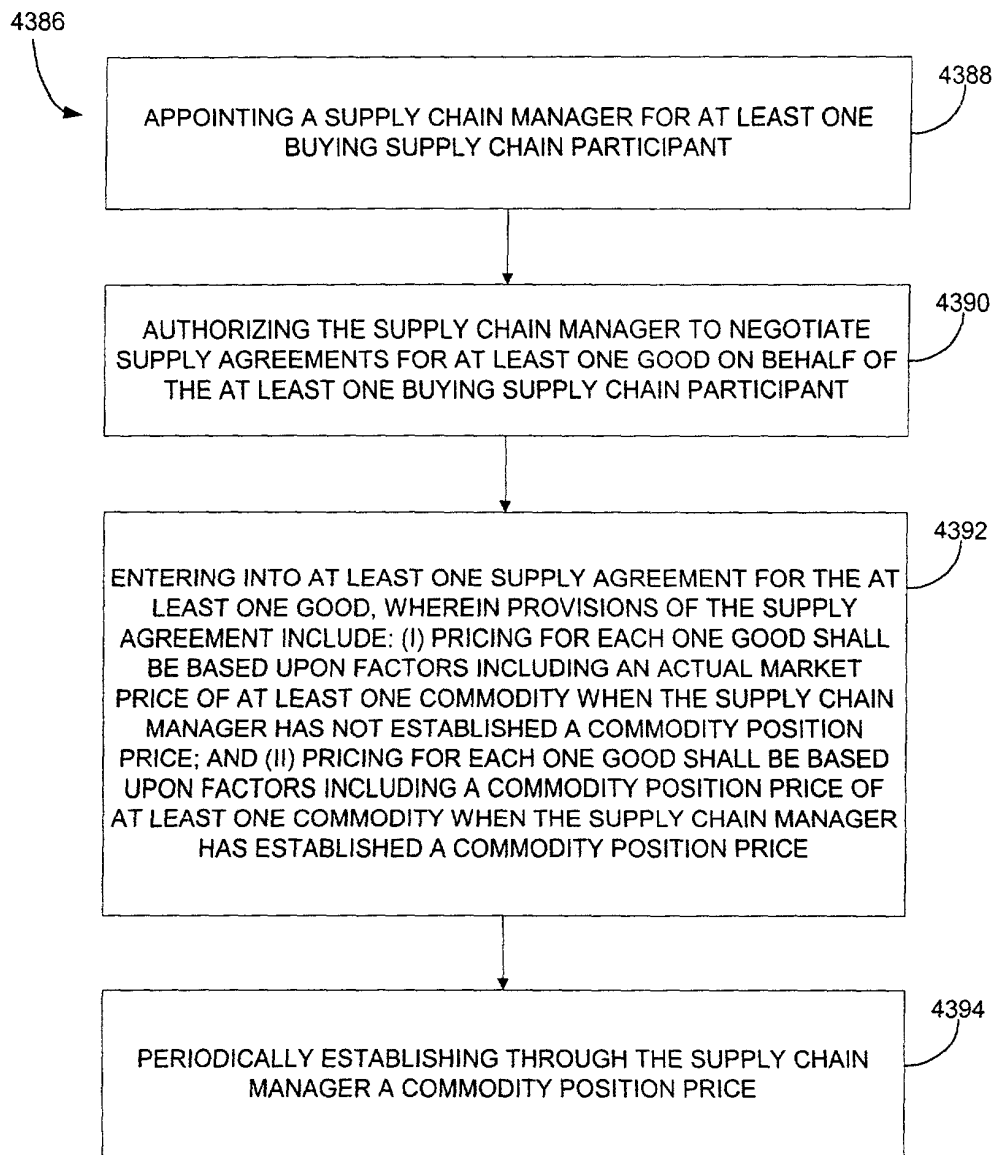 4386
4388
APPOINTING A SUPPLY CHAIN MANAGER FOR AT LEAST ONE
BUYING SUPPLY CHAIN PARTICIPANT
4390
AUTHORIZING THE SUPPLY CHAIN MANAGER TO NEGOTIATE
SUPPLY AGREEMENTS FOR AT LEAST ONE GOOD ON BEHALF OF
THE AT LEAST ONE BUYING SUPPLY CHAIN PARTICIPANT
4392
ENTERING INTO AT LEAST ONE SUPPLY AGREEMENT FOR THE AT
LEAST ONE GOOD, WHEREIN PROVISIONS OF THE SUPPLY
AGREEMENT INCLUDE: (I) PRICING FOR EACH ONE GOOD SHALL
BE BASED UPON FACTORS INCLUDING AN ACTUAL MARKET
PRICE OF AT LEAST ONE COMMODITY WHEN THE SUPPLY CHAIN
MANAGER HAS NOT ESTABLISHED A COMMODITY POSITION
PRICE; AND (II) PRICING FOR EACH ONE GOOD SHALL BE BASED
UPON FACTORS INCLUDING A COMMODITY POSITION PRICE OF
AT LEAST ONE COMMODITY WHEN THE SUPPLY CHAIN MANAGER
HAS ESTABLISHED A COMMODITY POSITION PRICE
4394
PERIODICALLY ESTABLISHING THROUGH THE SUPPLY CHAIN
MANAGER A COMMODITY POSITION PRICE